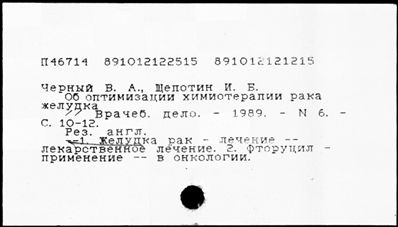 П46714 891012122515 891012121215
Черный В. А., Щепотин И. Б.
Об оптимизации химиотерапии рака
желудка
// Врачеб. дело. - 1989. - N 6. -
С. 10-12.
Рез. англ.
1. Желудка рак - лечение --
лекарственное лечение. 2. Фторуцил -
применение -- в онкологии.